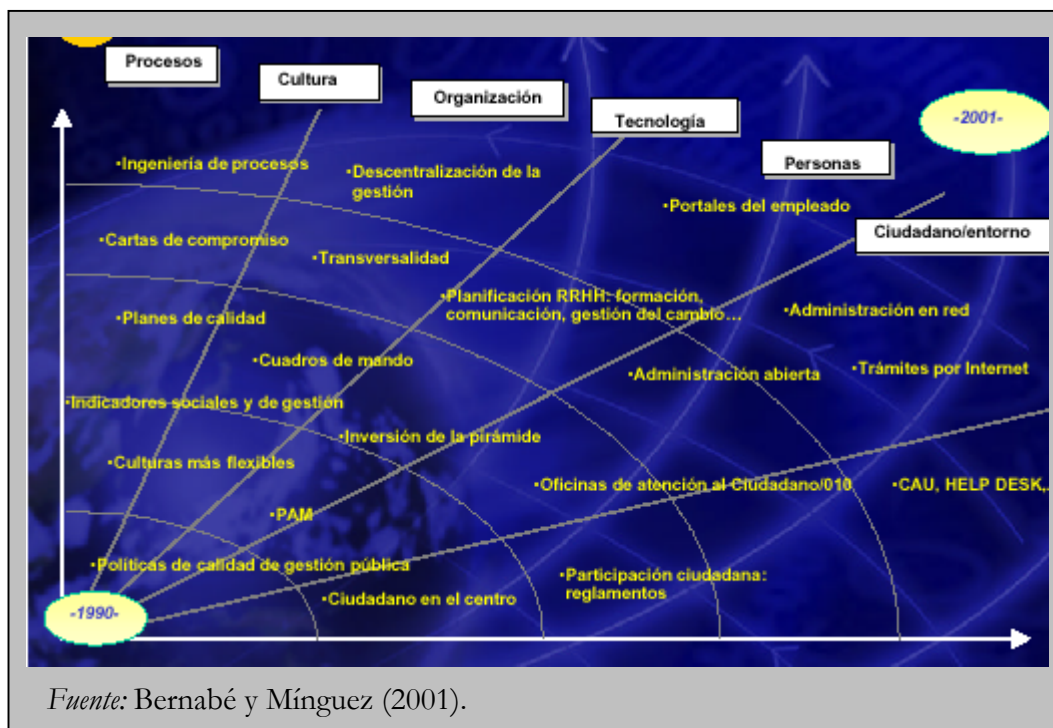 Procesos
Cultura
Organización
Tecnología
-2001-
Personas
•Ingeniería de procesos
•Descentralización de la
gestión
•Portales del empleado
Ciudadano/entorno
•Cartas de compromiso
•Transversalidad
•Planificación RRHH: formación,
comunicación, gestión del cambio…
•Administración en red
•Planes de calidad
•Cuadros de mando
•Administración abierta
•Trámites por Internet
•Indicadores sociales y de gestión
•Inversión de la pirámide
•Culturas más flexibles
•Oficinas de atención al Ciudadano/010
•CAU, HELP DESK,.
•PAM
•Políticas de calidad de gestión pública
•Participación ciudadana:
reglamentos
•Ciudadano en el centro
-1990-
Fuente: Bernabé y Mínguez (2001).